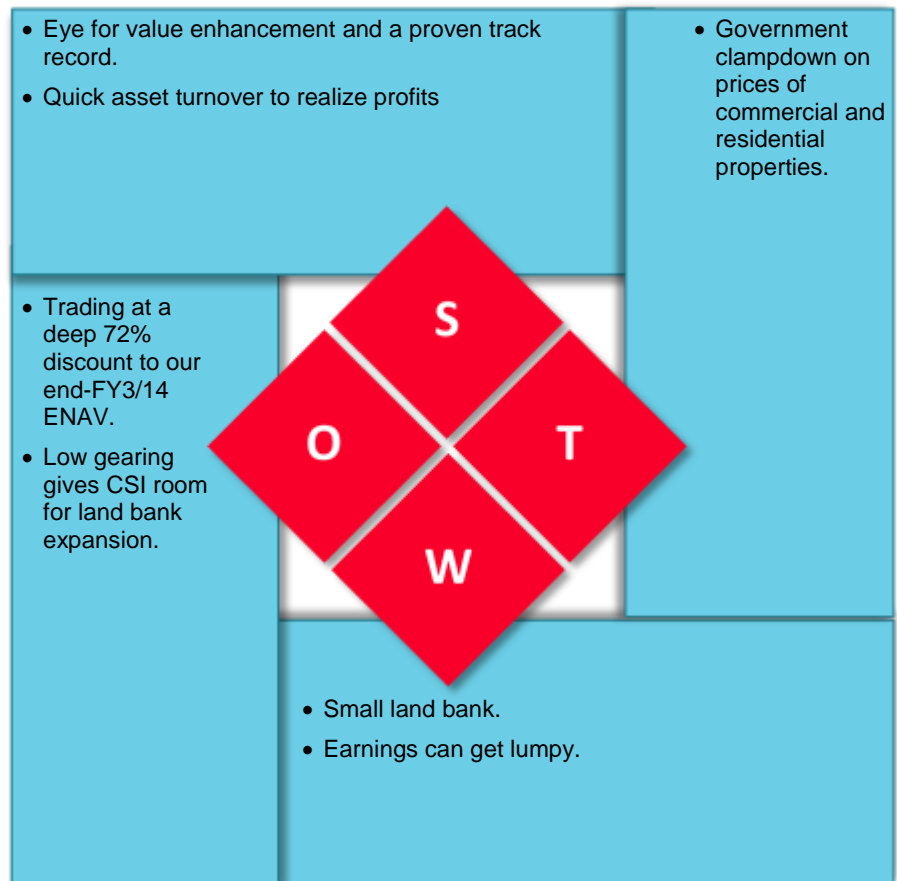 • Eye for value enhancement and a proven track
record.
• Quick asset turnover to realize profits
• Government
clampdown on
prices of
commercial and
residential
properties.
• Trading at a
deep 72%
discount to our
end-FY3/14
ENAV.
• Low gearing
gives CSI room
for land bank
expansion.
S
O
T
W
• Small land bank.
• Earnings can get lumpy.